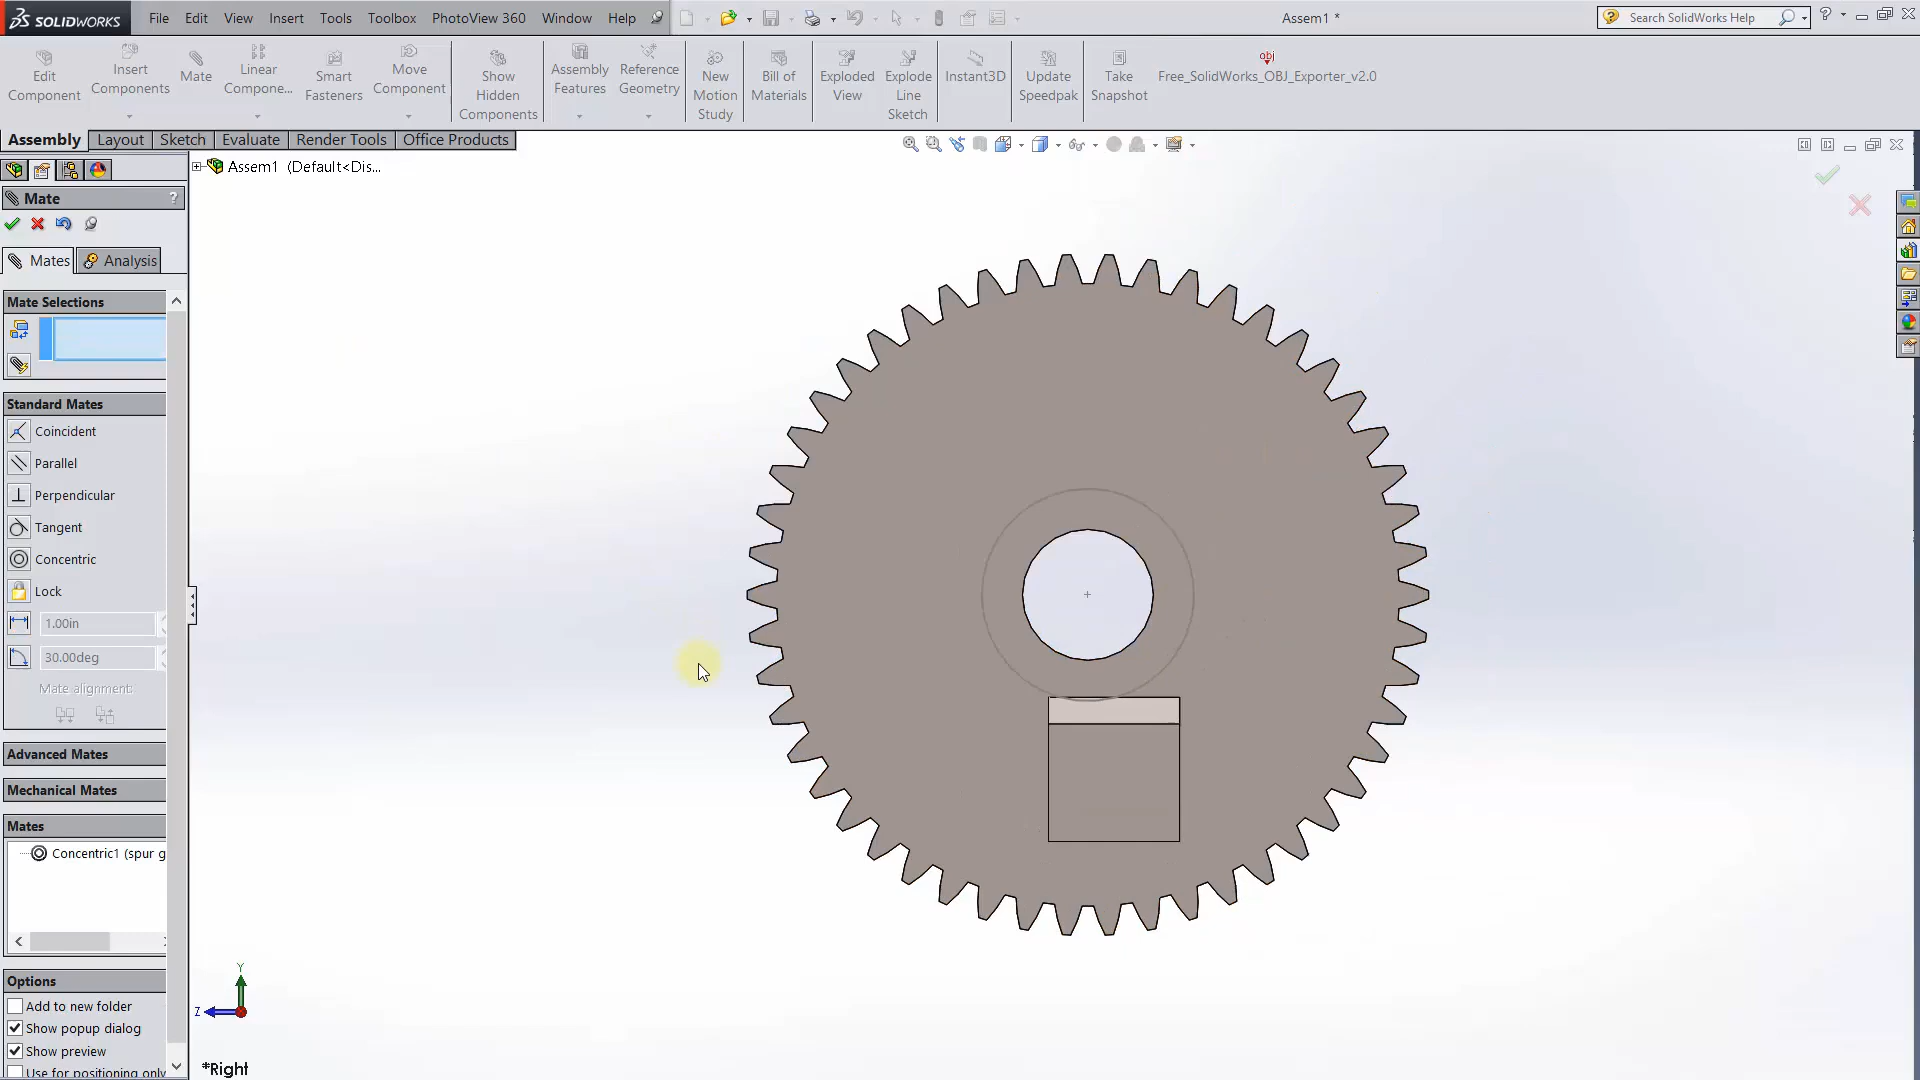 SOLIDWORKS File Edit View Insert Tools Toolbox PhotoView 360 Window Help Assem1 * Search SolidWorks Help ?
Edit Component
Insert Components
Mate
Linear Compone...
Smart Fasteners
Move Component
Show Hidden Components
Assembly Features
Reference Geometry
New Motion Study
Bill of Materials
Exploded View
Explode Line Sketch
Instant3D
Update Speedpak
Take Snapshot
obj
Free_SolidWorks_OBJ_Exporter_v2.0
Assembly Layout Sketch Evaluate Render Tools Office Products
Assem1 (Default<Dis...
Mate ?
Mates Analysis
Mate Selections
Standard Mates
Coincident
Parallel
Perpendicular
Tangent
Concentric
Lock
1.00in
30.00deg
Mate alignment:
Advanced Mates
Mechanical Mates
Mates
Concentric1 (spur g
Options
Add to new folder
Show popup dialog
Show preview
Use for positioning only
Y
Z
*Right